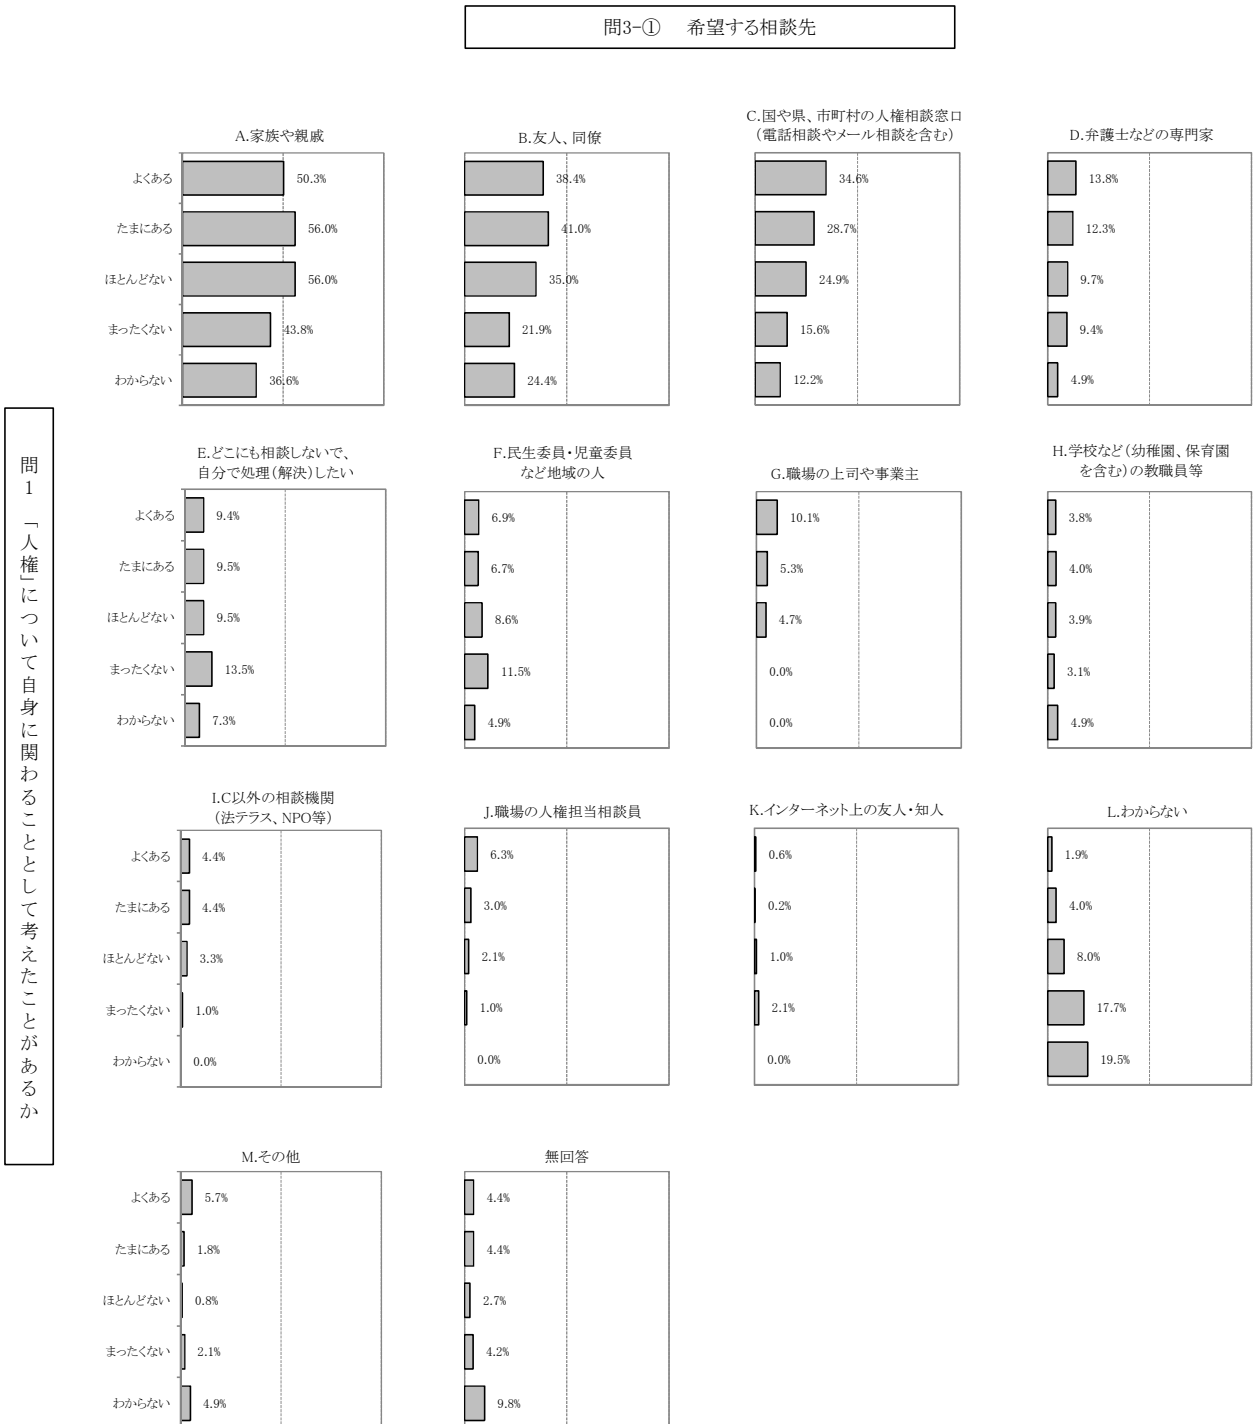 問3-① 希望する相談先
問1 「人権」について自身に関わることとして考えたことがあるか
A.家族や親戚
よくある 50.3%
たまにある 56.0%
ほとんどない 56.0%
まったくない 43.8%
わからない 36.6%
B.友人、同僚
38.4%
41.0%
35.0%
21.9%
24.4%
C.国や県、市町村の人権相談窓口
(電話相談やメール相談を含む)
34.6%
28.7%
24.9%
15.6%
12.2%
D.弁護士などの専門家
13.8%
12.3%
9.7%
9.4%
4.9%
E.どこにも相談しないで、
自分で処理(解決)したい
よくある 9.4%
たまにある 9.5%
ほとんどない 9.5%
まったくない 13.5%
わからない 7.3%
F.民生委員・児童委員
など地域の人
6.9%
6.7%
8.6%
11.5%
4.9%
G.職場の上司や事業主
10.1%
5.3%
4.7%
0.0%
0.0%
H.学校など(幼稚園、保育園
を含む)の教職員等
3.8%
4.0%
3.9%
3.1%
4.9%
I.C以外の相談機関
(法テラス、NPO等)
よくある 4.4%
たまにある 4.4%
ほとんどない 3.3%
まったくない 1.0%
わからない 0.0%
J.職場の人権担当相談員
6.3%
3.0%
2.1%
1.0%
0.0%
K.インターネット上の友人・知人
0.6%
0.2%
1.0%
2.1%
0.0%
L.わからない
1.9%
4.0%
8.0%
17.7%
19.5%
M.その他
よくある 5.7%
たまにある 1.8%
ほとんどない 0.8%
まったくない 2.1%
わからない 4.9%
無回答
4.4%
4.4%
2.7%
4.2%
9.8%